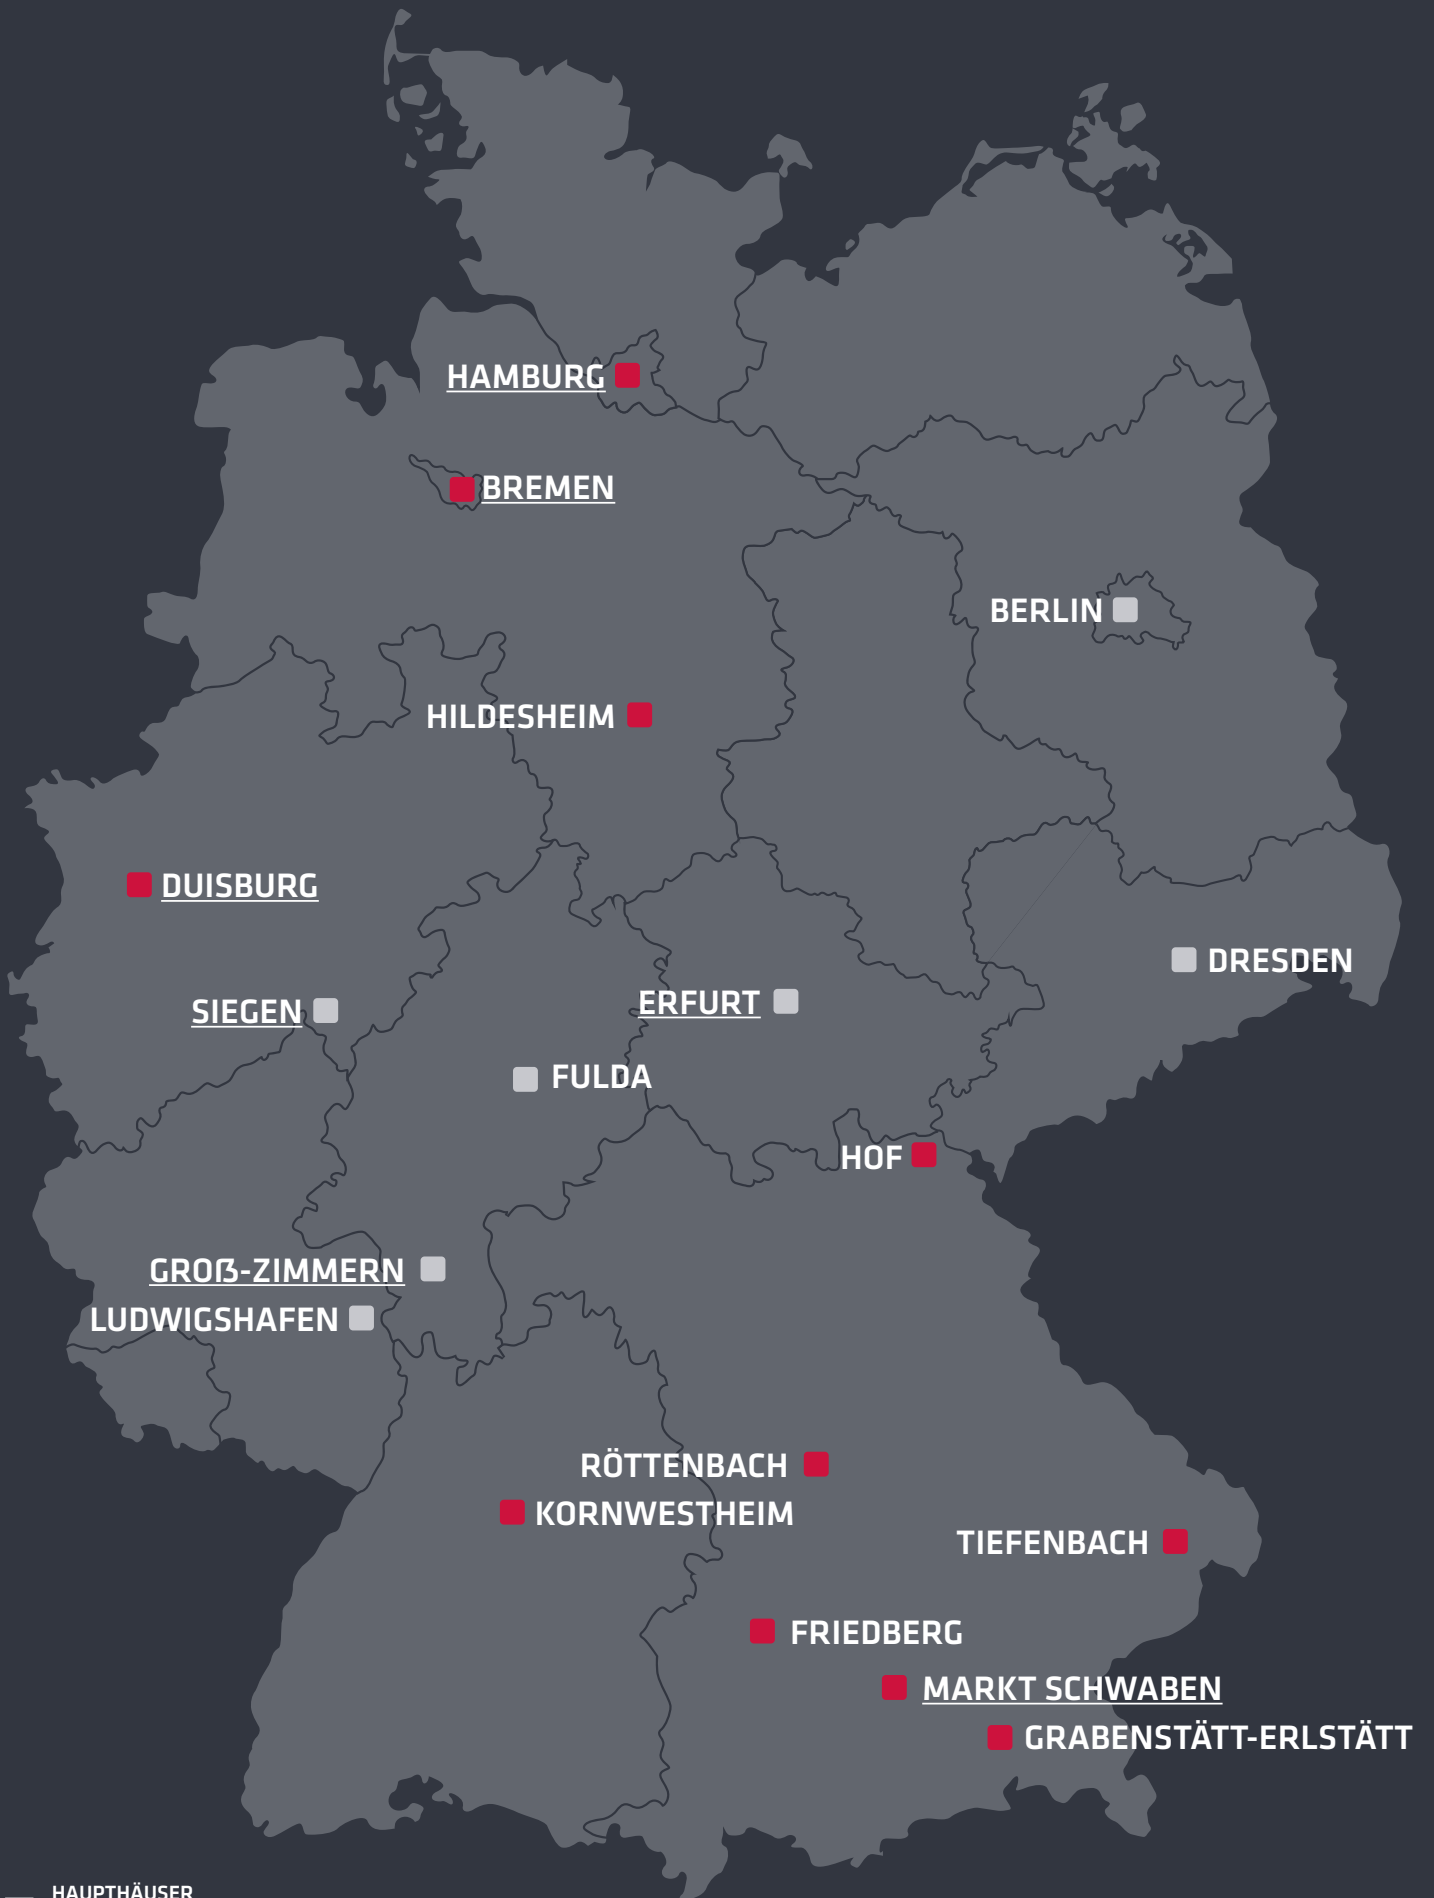 HAMBURG
BREMEN
BERLIN
HILDESHEIM
DUISBURG
DRESDEN
SIEGEN
ERFURT
FULDA
HOF
GROẞ-ZIMMERN
LUDWIGSHAFEN
RÖTTENBACH
KORNWESTHEIM
TIEFENBACH
FRIEDBERG
MARKT SCHWABEN
GRABENSTÄTT-ERLSTÄTT
HAUPTHÄUSER